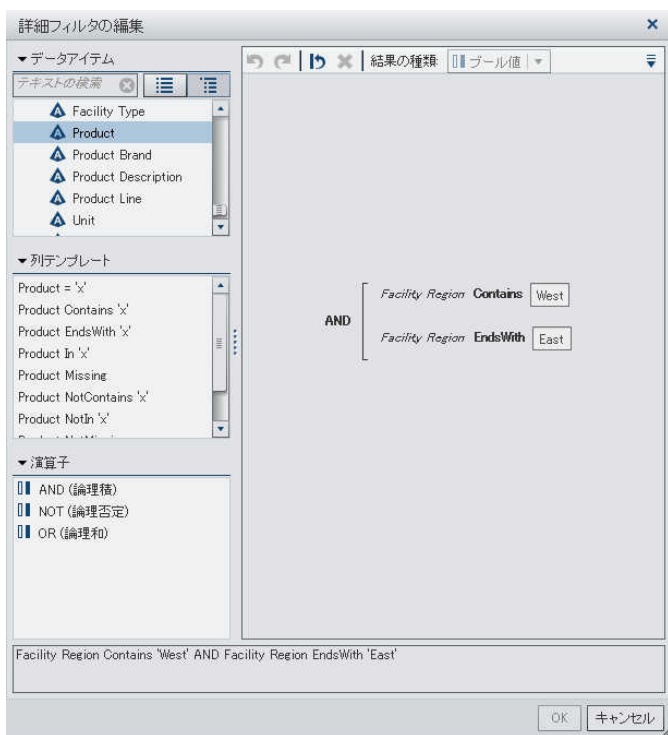 詳細フィルタの編集
データアイテム
テキストの検索
Facility Type
Product
Product Brand
Product Description
Product Line
Unit
列テンプレート
Product = 'x'
Product Contains 'x'
Product EndsWith 'x'
Product In 'x'
Product Missing
Product NotContains 'x'
Product NotIn 'x'
演算子
AND (論理積)
NOT (論理否定)
OR (論理和)
結果の種類: ブール値
Facility Region Contains West
AND
Facility Region EndsWith East
Facility Region Contains 'West' AND Facility Region EndsWith 'East'
OK キャンセル